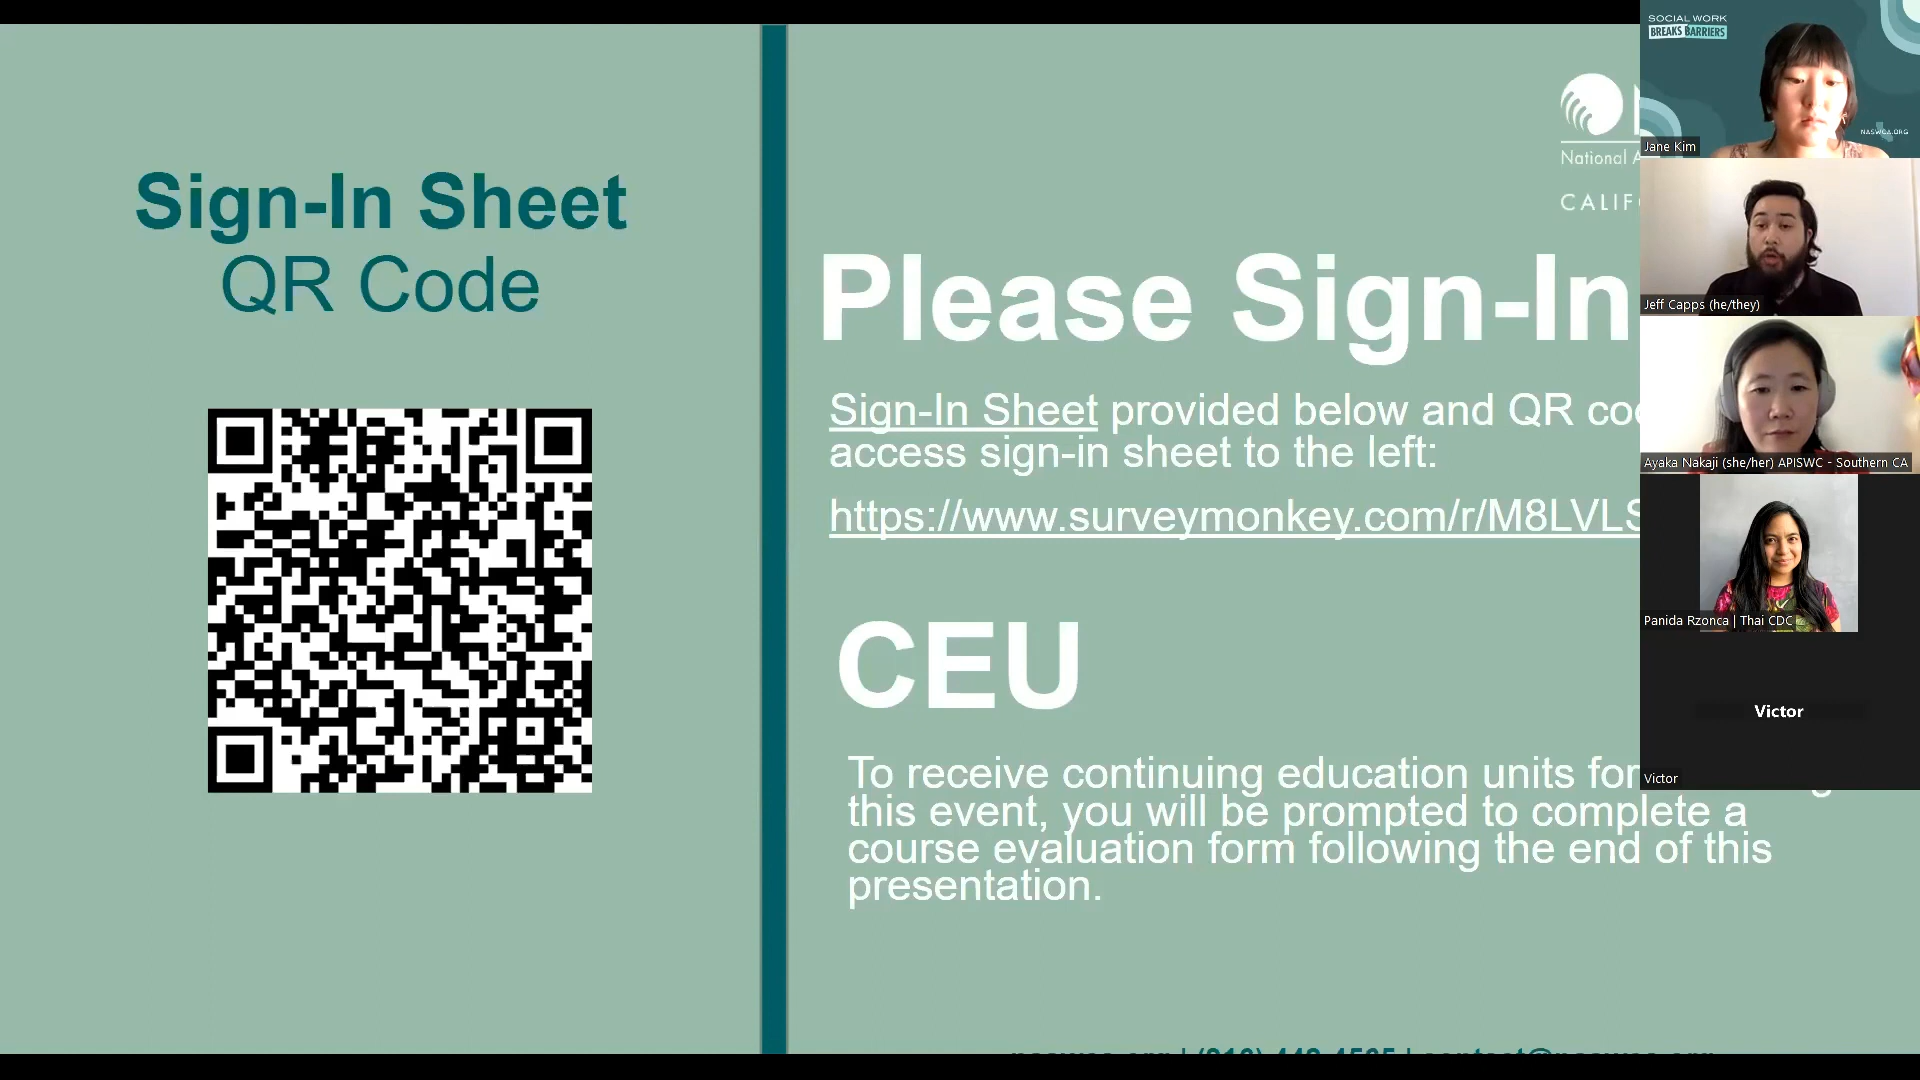 Sign-In Sheet
QR Code
National
CALIF
Please Sign-In
Sign-In Sheet provided below and QR
access sign-in sheet to the left:
https://www.surveymonkey.com/r/M8LVLS
CEU
To receive continuing education units for
this event, you will be prompted to complete a
course evaluation form following the end of this
presentation.
SOCIAL WORK
BREAKS BARRIERS
NASWCA.ORG
Jane Kim
Jeff Capps (he/they)
Ayaka Nakaji (she/her) APISWC - Southern CA
Panida Rzonca | Thai CDC
Victor
Victor